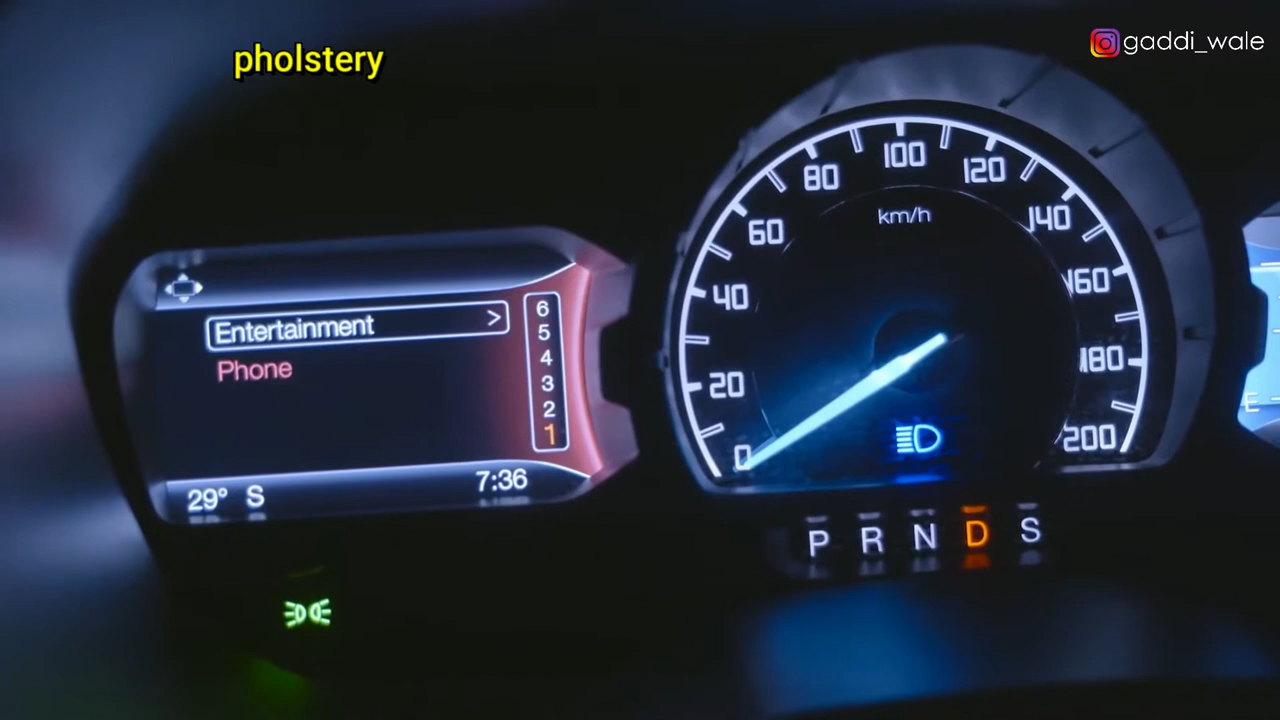 pholstery
gaddi_wale
Entertainment >
Phone
6
5
4
3
2
1
29° S
7:36
0
20
40
60
80
100
120
140
160
180
200
km/h
P R N D S
E